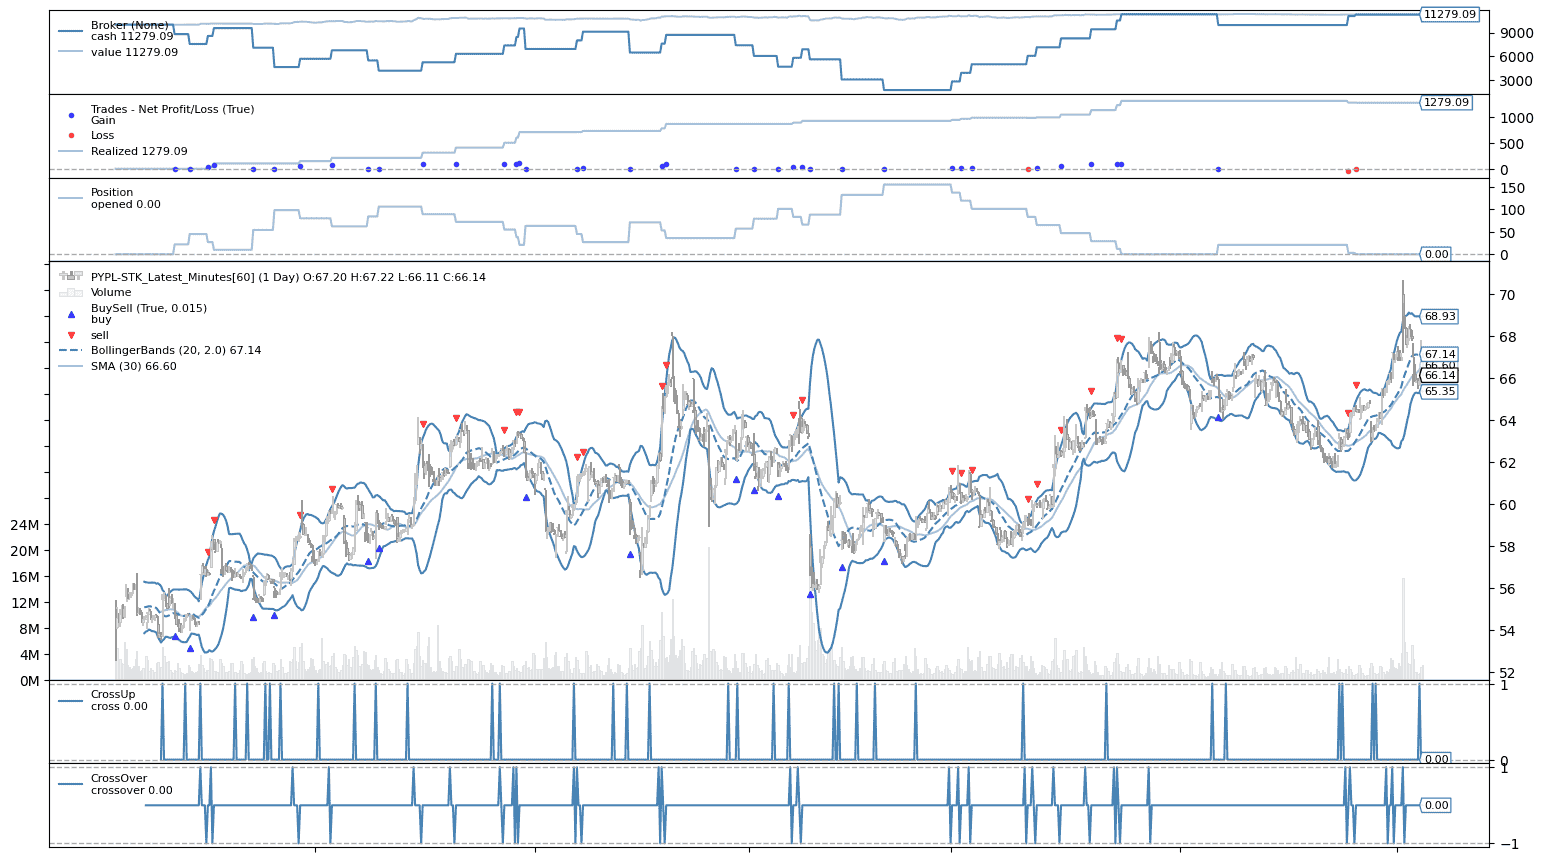 Broker (None)
cash 11279.09
value 11279.09
11279.09
9000
6000
3000
Trades - Net Profit/Loss (True)
Gain
Loss
Realized 1279.09
1279.09
1000
500
0
Position
opened 0.00
150
100
50
0
0.00
PYPL-STK_Latest_Minutes[60] (1 Day) O:67.20 H:67.22 L:66.11 C:66.14
Volume
BuySell (True, 0.015)
buy
sell
BollingerBands (20, 2.0) 67.14
SMA (30) 66.60
70
68.93
68
67.14
66.60
66.14
66
65.35
64
62
60
58
56
54
52
24M
20M
16M
12M
8M
4M
0M
CrossUp
cross 0.00
1
0.00
0
CrossOver
crossover 0.00
1
0.00
−1